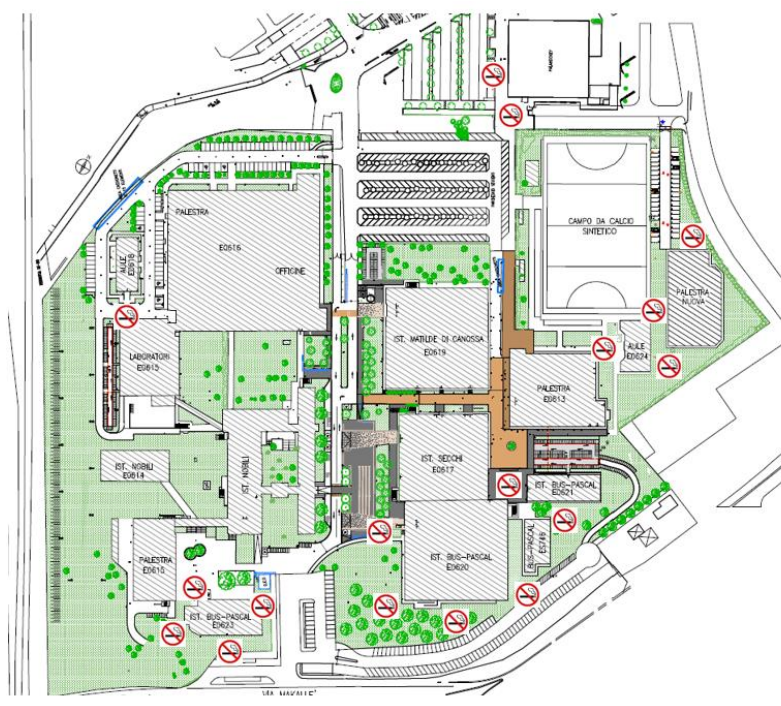 PALESTRA
E0616
OFFICINE
AULE
E0618
CAMPO DA CALCIO
SINTETICO
PALESTRA
NUOVA
LABORATORI
E0615
IST. MATILDE DI CANOSSA
E0619
AULE
E0624
PALESTRA
E0613
IST. NOBILI
E0614
IST. NOBILI
IST. SECCHI
E0617
IST. BUS-PASCAL
E0621
BUS-PASCAL
IST. BUS-PASCAL
E0620
PALESTRA
E0610
IST. BUS-PASCAL
E0623
VIA MAKALLE'